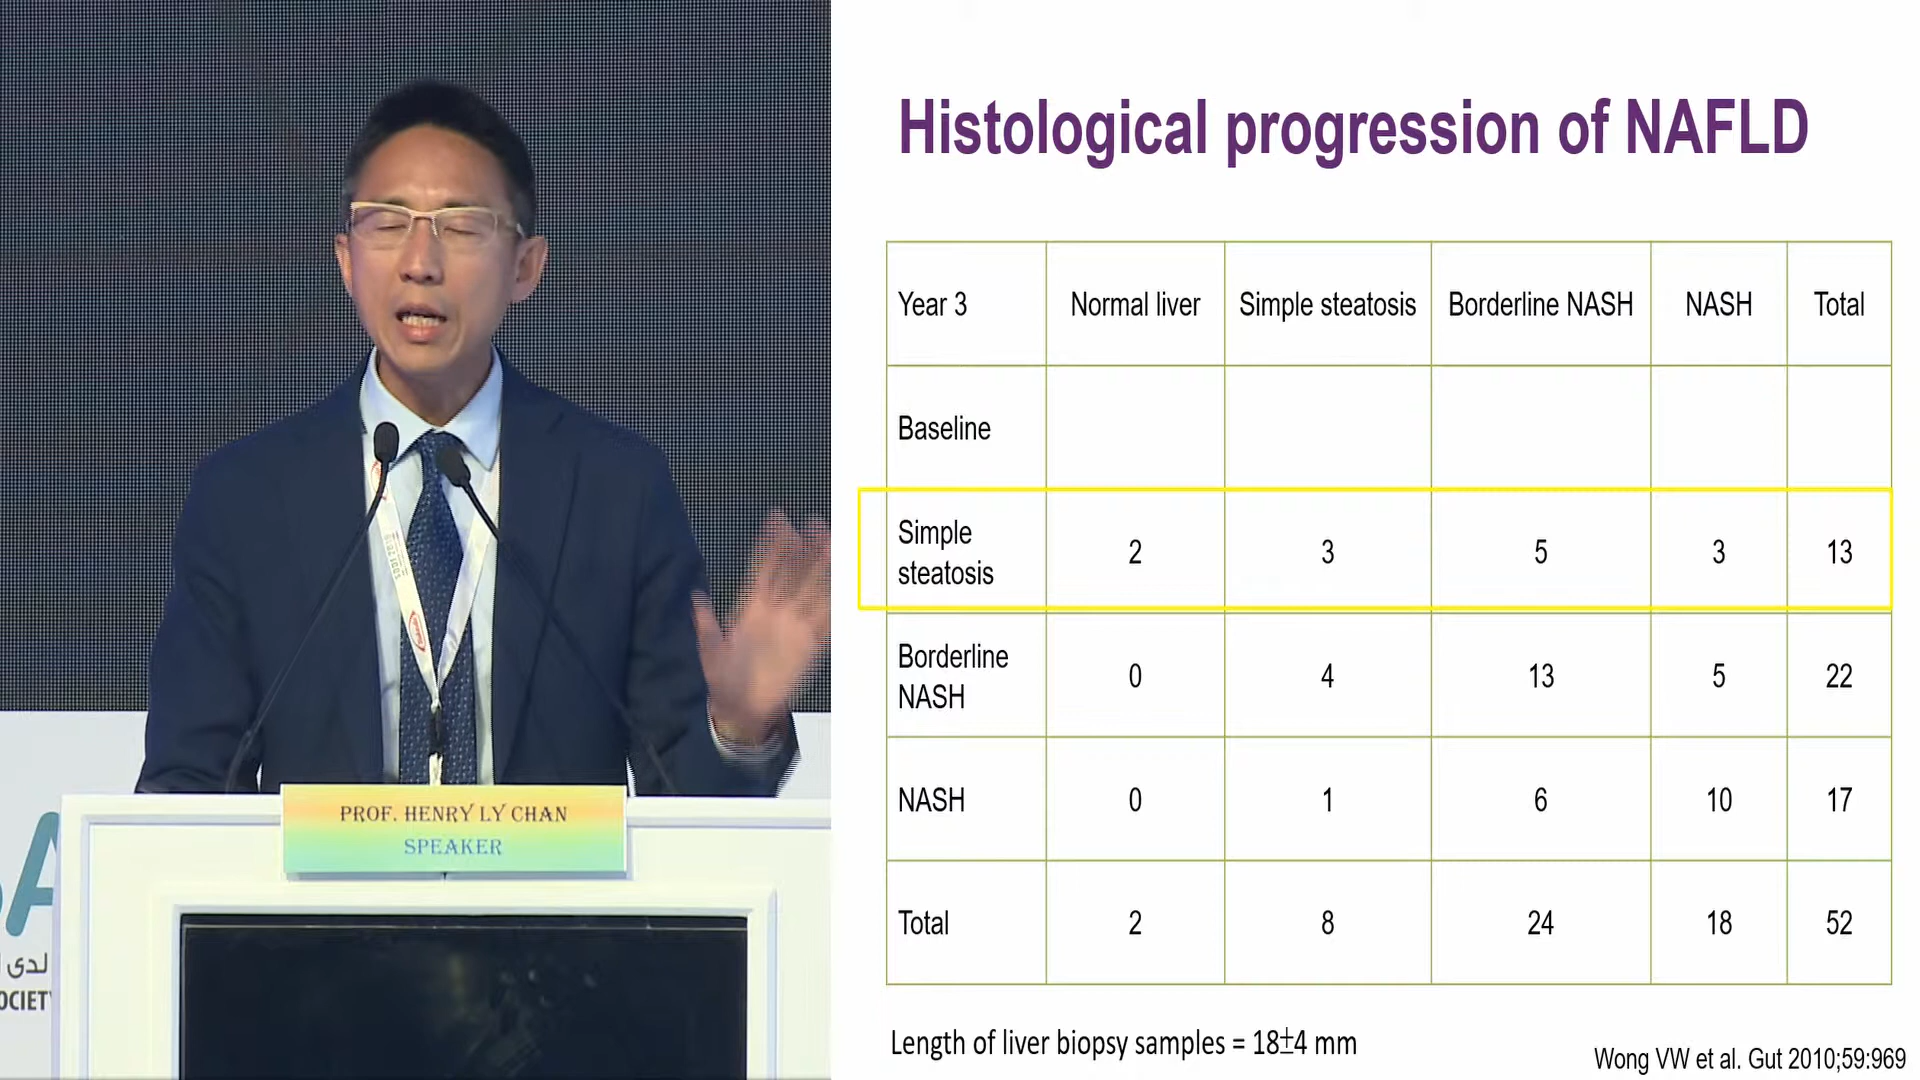 Histological progression of NAFLD
Year 3 Normal liver Simple steatosis Borderline NASH NASH Total
Baseline
Simple
steatosis 2 3 5 3 13
Borderline
NASH 0 4 13 5 22
NASH 0 1 6 10 17
Total 2 8 24 18 52
Length of liver biopsy samples = 18±4 mm
Wong VW et al. Gut 2010;59:969
PROF. HENRY LY CHAN
SPEAKER
لدى